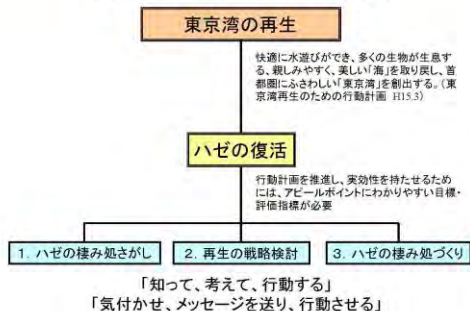 東京湾の再生
快適に水遊びができ、多くの生物が生息す
る、親しみやすく、美しい「海」を取り戻し、首
都圏にふさわしい「東京湾」を創出する。(東
京湾再生のための行動計画 H15.3)
ハゼの復活
行動計画を推進し、実効性を持たせるため
には、アピールポイントにわかりやすい目標・
評価指標が必要
1. ハゼの棲み処さがし
2. 再生の戦略検討
3. ハゼの棲み処づくり
「知って、考えて、行動する」
「気付かせ、メッセージを送り、行動させる」